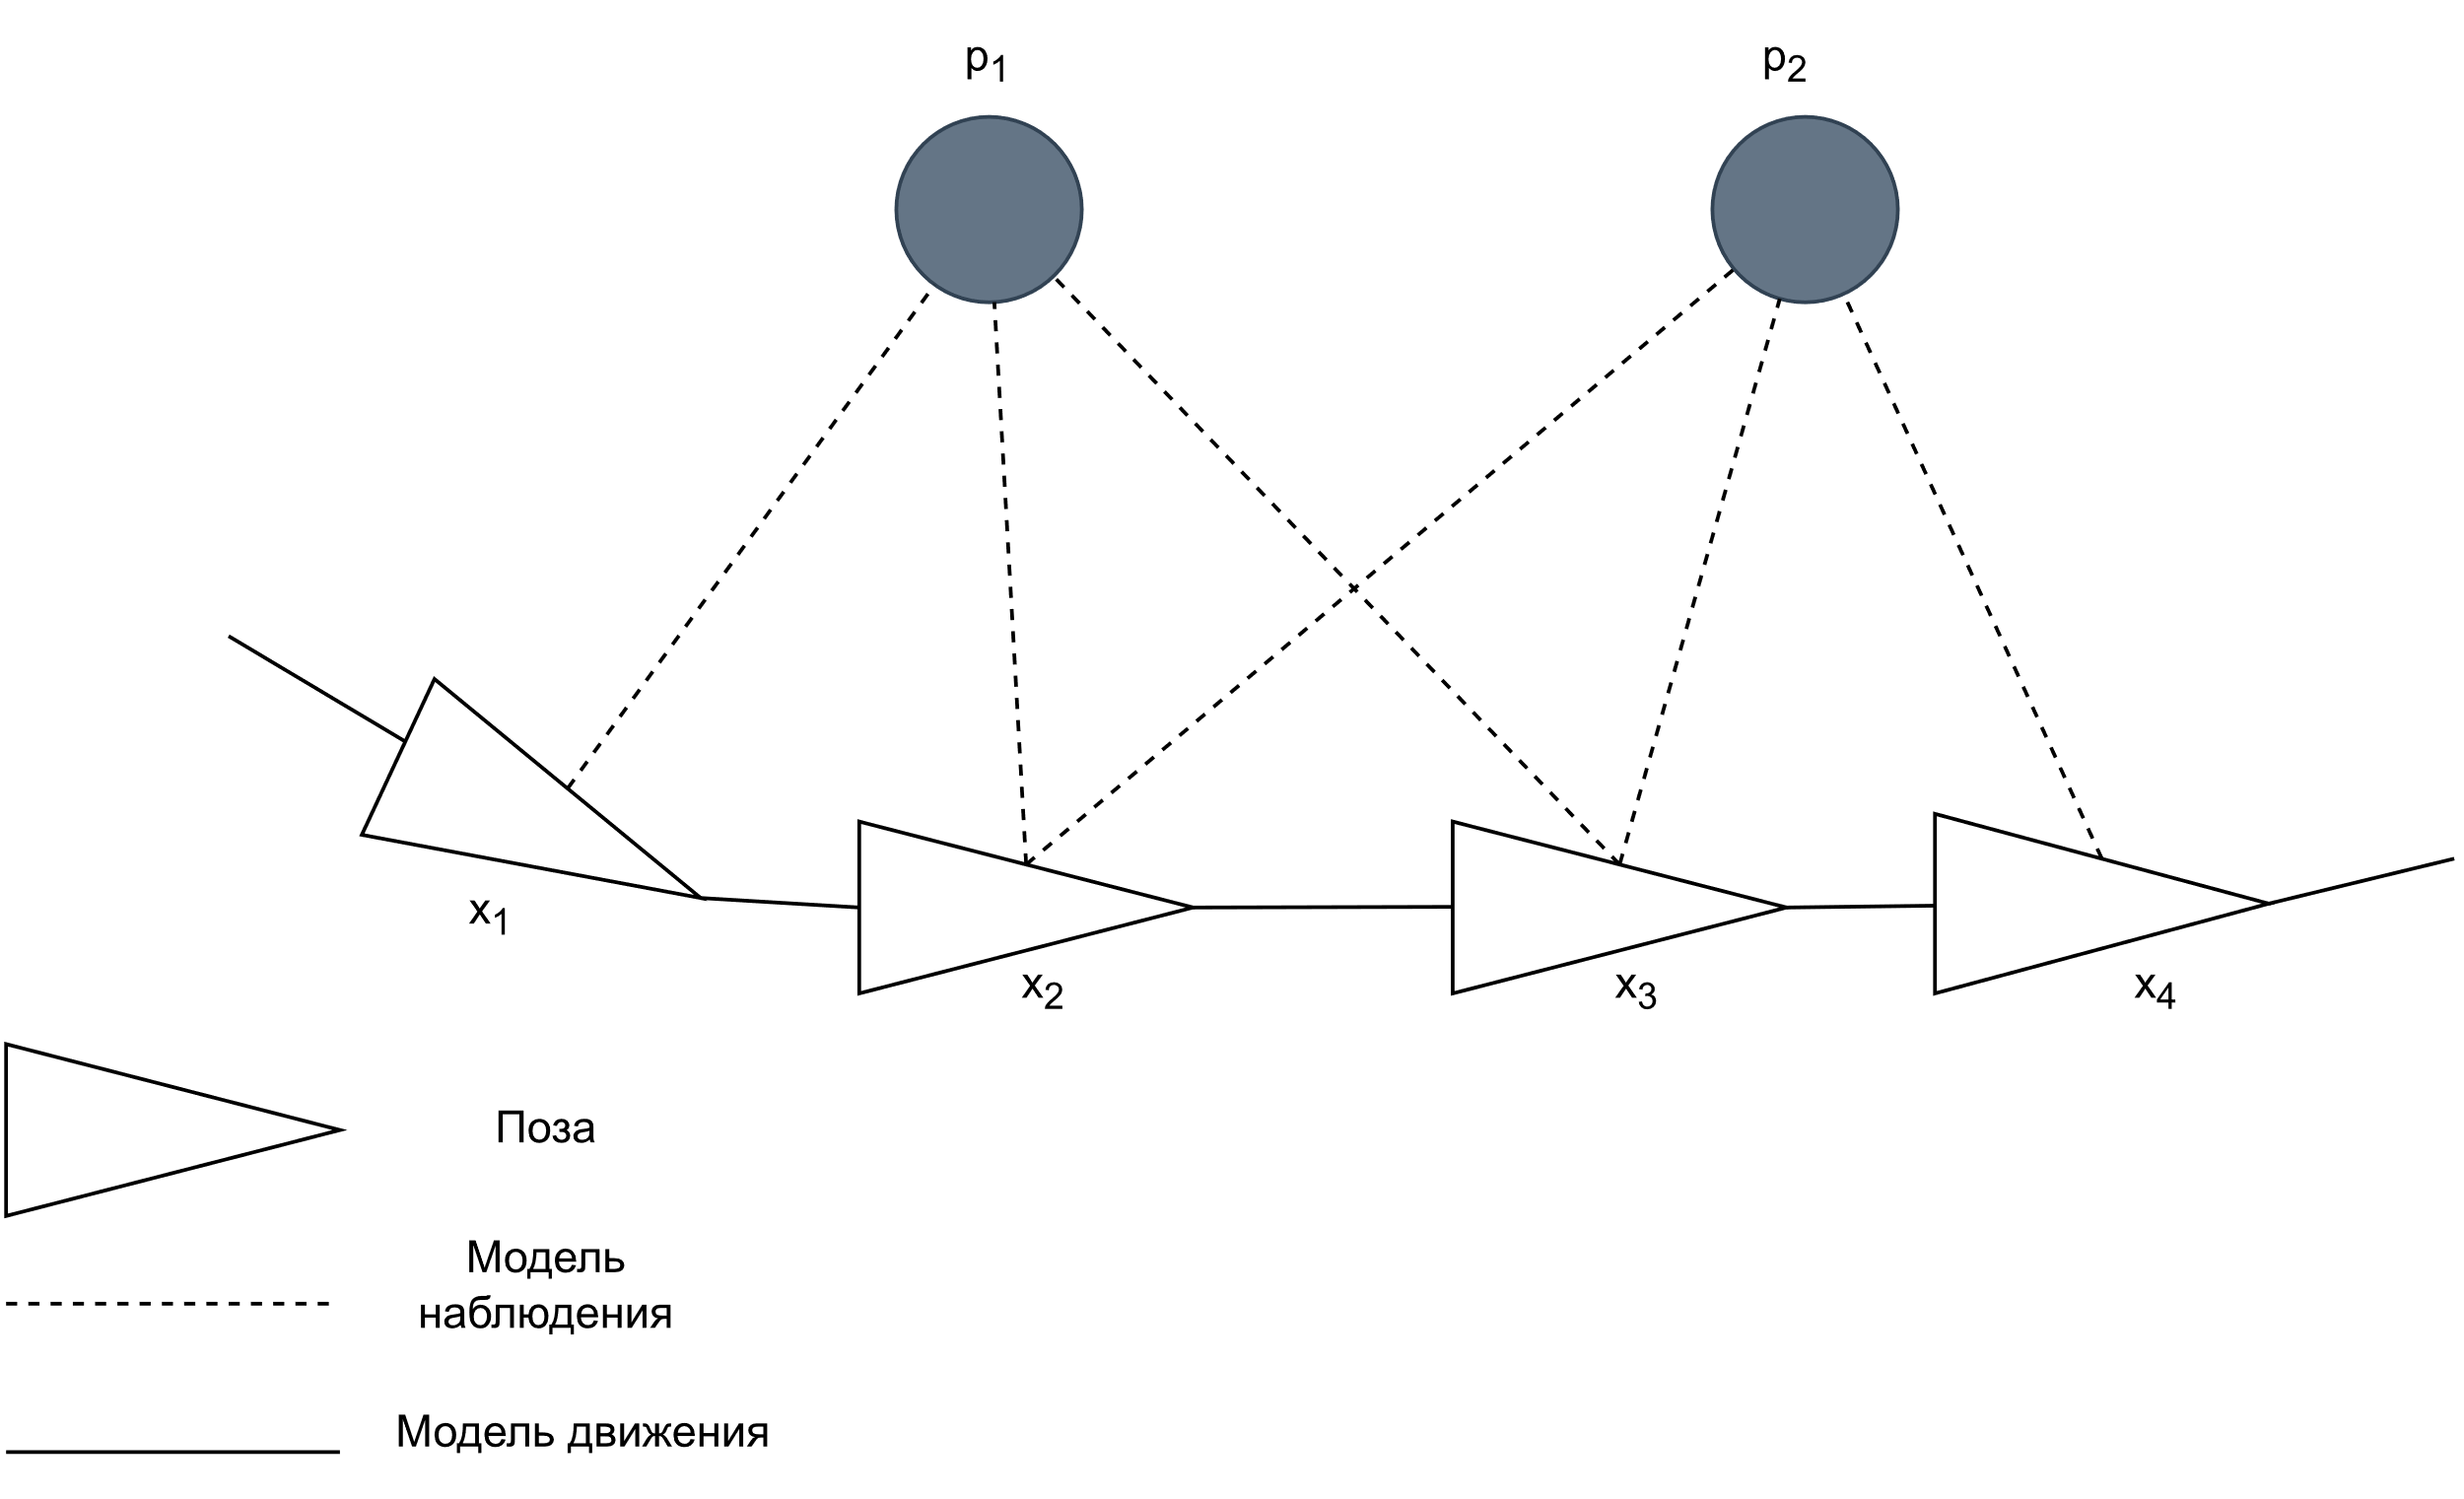 p₁
p₂
x₁
x₂
x₃
x₄
Поза
Модель
наблюдения
Модель движения